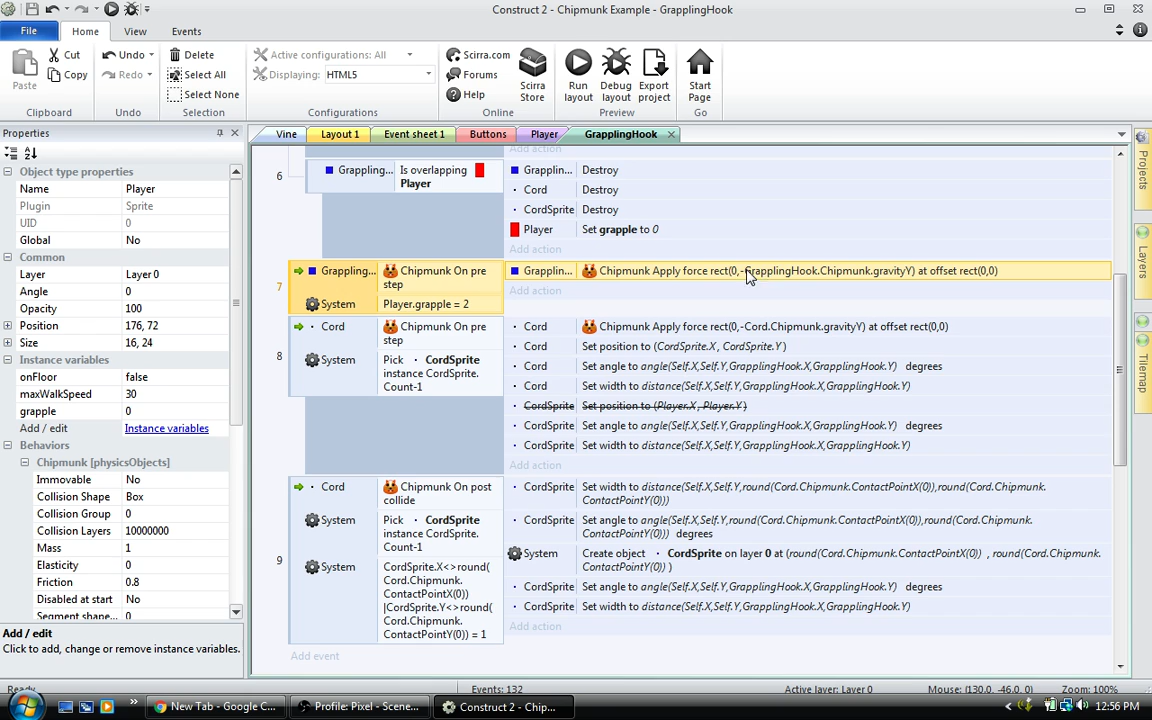 Construct 2 - Chipmunk Example - GrapplingHook
File Home View Events
Paste
Cut
Copy
Clipboard
Undo
Redo
Undo
Delete
Select All
Select None
Selection
Active configurations: All
Displaying: HTML5
Configurations
Scirra.com
Forums
Help
Scirra Store
Online
Run layout
Debug layout
Export project
Preview
Start Page
Go
Properties
Object type properties
Name Player
Plugin Sprite
UID 0
Global No
Common
Layer Layer 0
Angle 0
Opacity 100
Position 176, 72
Size 16, 24
Instance variables
onFloor false
maxWalkSpeed 30
grapple 0
Add / edit Instance variables
Behaviors
Chipmunk [physicsObjects]
Immovable No
Collision Shape Box
Collision Group 0
Collision Layers 10000000
Mass 1
Elasticity 0
Friction 0.8
Disabled at start No
Segment shape... 0
Add / edit
Click to add, change or remove instance variables.
Vine Layout 1 Event sheet 1 Buttons Player GrapplingHook
Add action
6
Grappling... Is overlapping Player
Grapplin... Destroy
Cord Destroy
CordSprite Destroy
Player Set grapple to 0
Add action
7
Grappling... Chipmunk On pre step
System Player.grapple = 2
Grapplin... Chipmunk Apply force rect(0,-GrapplingHook.Chipmunk.gravityY) at offset rect(0,0)
Add action
8
Cord Chipmunk On pre step
System Pick CordSprite instance CordSprite.Count-1
Cord Chipmunk Apply force rect(0,-Cord.Chipmunk.gravityY) at offset rect(0,0)
Cord Set position to (CordSprite.X, CordSprite.Y)
Cord Set angle to angle(Self.X,Self.Y,GrapplingHook.X,GrapplingHook.Y) degrees
Cord Set width to distance(Self.X,Self.Y,GrapplingHook.X,GrapplingHook.Y)
CordSprite Set position to (Player.X, Player.Y)
CordSprite Set angle to angle(Self.X,Self.Y,GrapplingHook.X,GrapplingHook.Y) degrees
CordSprite Set width to distance(Self.X,Self.Y,GrapplingHook.X,GrapplingHook.Y)
Add action
9
Cord Chipmunk On post collide
System Pick CordSprite instance CordSprite.Count-1
System CordSprite.X<>round(
Cord.Chipmunk.
ContactPointX(0))
|CordSprite.Y<>round(
Cord.Chipmunk.
ContactPointY(0)) = 1
CordSprite Set width to distance(Self.X,Self.Y,round(Cord.Chipmunk.ContactPointX(0)),round(Cord.Chipmunk.
ContactPointY(0)))
CordSprite Set angle to angle(Self.X,Self.Y,round(Cord.Chipmunk.ContactPointX(0)),round(Cord.Chipmunk.
ContactPointY(0))) degrees
System Create object CordSprite on layer 0 at (round(Cord.Chipmunk.ContactPointX(0)) , round(Cord.Chipmunk.
ContactPointY(0)) )
CordSprite Set angle to angle(Self.X,Self.Y,GrapplingHook.X,GrapplingHook.Y) degrees
CordSprite Set width to distance(Self.X,Self.Y,GrapplingHook.X,GrapplingHook.Y)
Add action
Add event
Projects
Layers
Tilemap
Ready Events: 132 Active layer: Layer 0 Mouse: (130.0, -46.0, 0) Zoom: 100%
New Tab - Google C... Profile: Pixel - Scene... Construct 2 - Chip... 12:56 PM